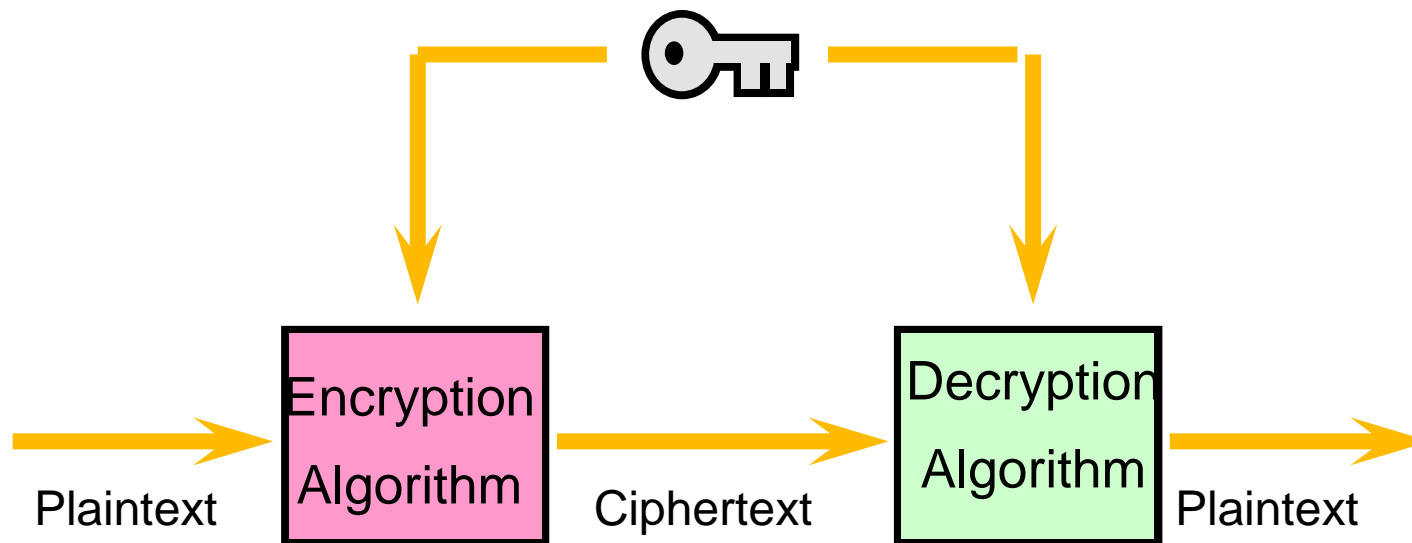 Encryption
Algorithm
Decryption
Algorithm
Plaintext
Ciphertext
Plaintext